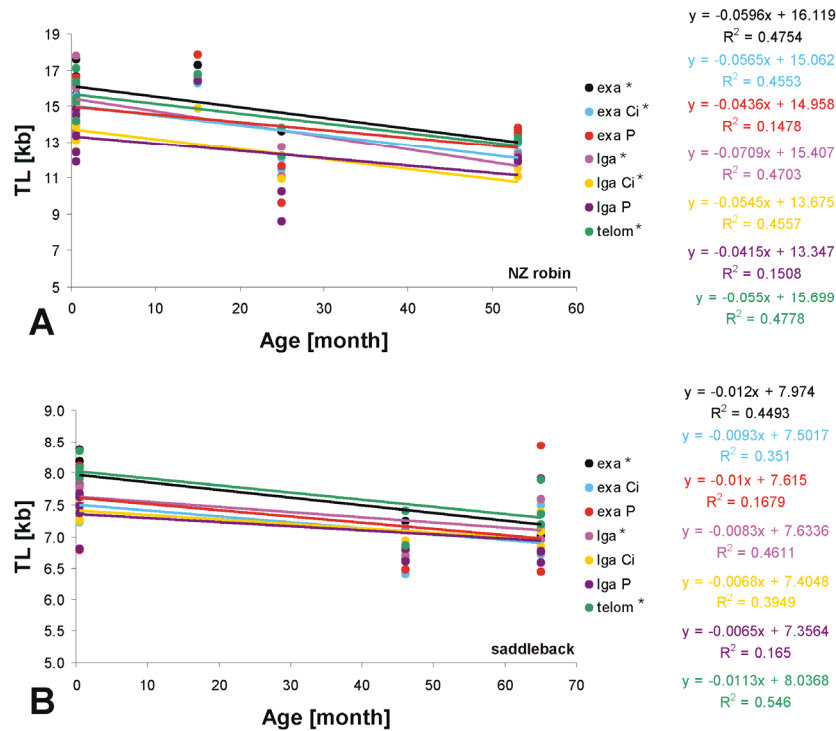 19
17
15
13
11
9
7
5
TL [kb]
0 10 20 30 40 50 60
Age [month]
NZ robin
A
exa *
exa Ci *
exa P
lga *
lga Ci *
lga P
telom *
y = -0.0596x + 16.119
R² = 0.4754
y = -0.0565x + 15.062
R² = 0.4553
y = -0.0436x + 14.958
R² = 0.1478
y = -0.0709x + 15.407
R² = 0.4703
y = -0.0545x + 13.675
R² = 0.4557
y = -0.0415x + 13.347
R² = 0.1508
y = -0.055x + 15.699
R² = 0.4778
9.0
8.5
8.0
7.5
7.0
6.5
6.0
5.5
5.0
TL [kb]
0 10 20 30 40 50 60 70
Age [month]
saddleback
B
exa *
exa Ci
exa P
lga *
lga Ci
lga P
telom *
y = -0.012x + 7.974
R² = 0.4493
y = -0.0093x + 7.5017
R² = 0.351
y = -0.01x + 7.615
R² = 0.1679
y = -0.0083x + 7.6336
R² = 0.4611
y = -0.0068x + 7.4048
R² = 0.3949
y = -0.0065x + 7.3564
R² = 0.165
y = -0.0113x + 8.0368
R² = 0.546